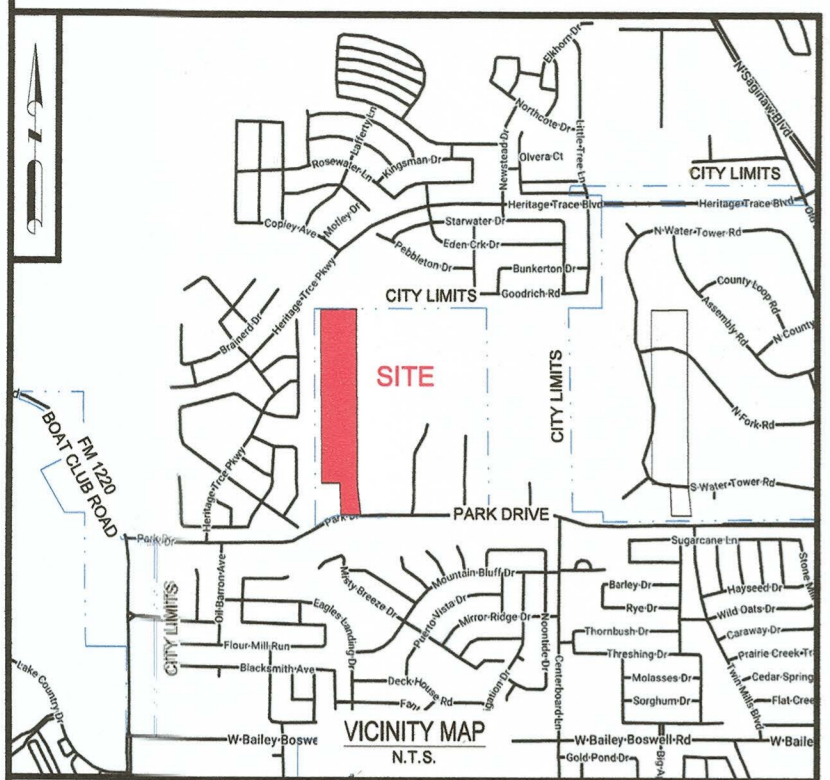 Elkhorn-Dr
N-Saginaw-Blvd
Northcote-Dr
Little-Tree-Ln
Lafferty-Ln
Newstead-Dr
Olvera-Ct
Rosewater-Ln
Kingsman-Dr
CITY LIMITS
Heritage-Trace-Blvd
Heritage-Trace-Blvd
Copley-Ave
Motley-Dr
Starwater-Dr
N-Water-Tower-Rd
Eden-Crk-Dr
Pebbleton-Dr
Bunkerton-Dr
Goodrich-Rd
CITY LIMITS
Heritage-Trce-Pkwy
County-Loop-Rd
Assembly-Rd
N-County
Brainerd-Dr
SITE
CITY LIMITS
N-Fork-Rd
FM 1220
BOAT CLUB ROAD
Heritage-Trce-Pkwy
S-Water-Tower-Rd
PARK DRIVE
Park-Dr
Park-Dr
Sugarcane-Ln
Oil-Barron-Ave
CITY LIMITS
Misty-Breeze-Dr
Mountain-Bluff-Dr
Barley-Dr
Hayseed-Dr
Stone-Mi
Eagles-Landing-Dr
Puerto-Vista-Dr
Mirror-Ridge-Dr
Noontide-Dr
Rye-Dr
Wild-Oats-Dr
Thornbush-Dr
Caraway-Dr
Flour-Mill-Run
Threshing-Dr
Prairie-Creek-Tr
Blacksmith-Ave
Deck-House-Rd
Centerboard-Ln
Molasses-Dr
Twin-Mills-Blvd
Cedar-Spring
Lake-Country-Dr
igation-Dr
Sorghum-Dr
Flat-Cree
VICINITY MAP
N.T.S.
W-Bailey-Boswe
W-Bailey-Boswell-Rd
W-Baile
Gold-Pond-Dr